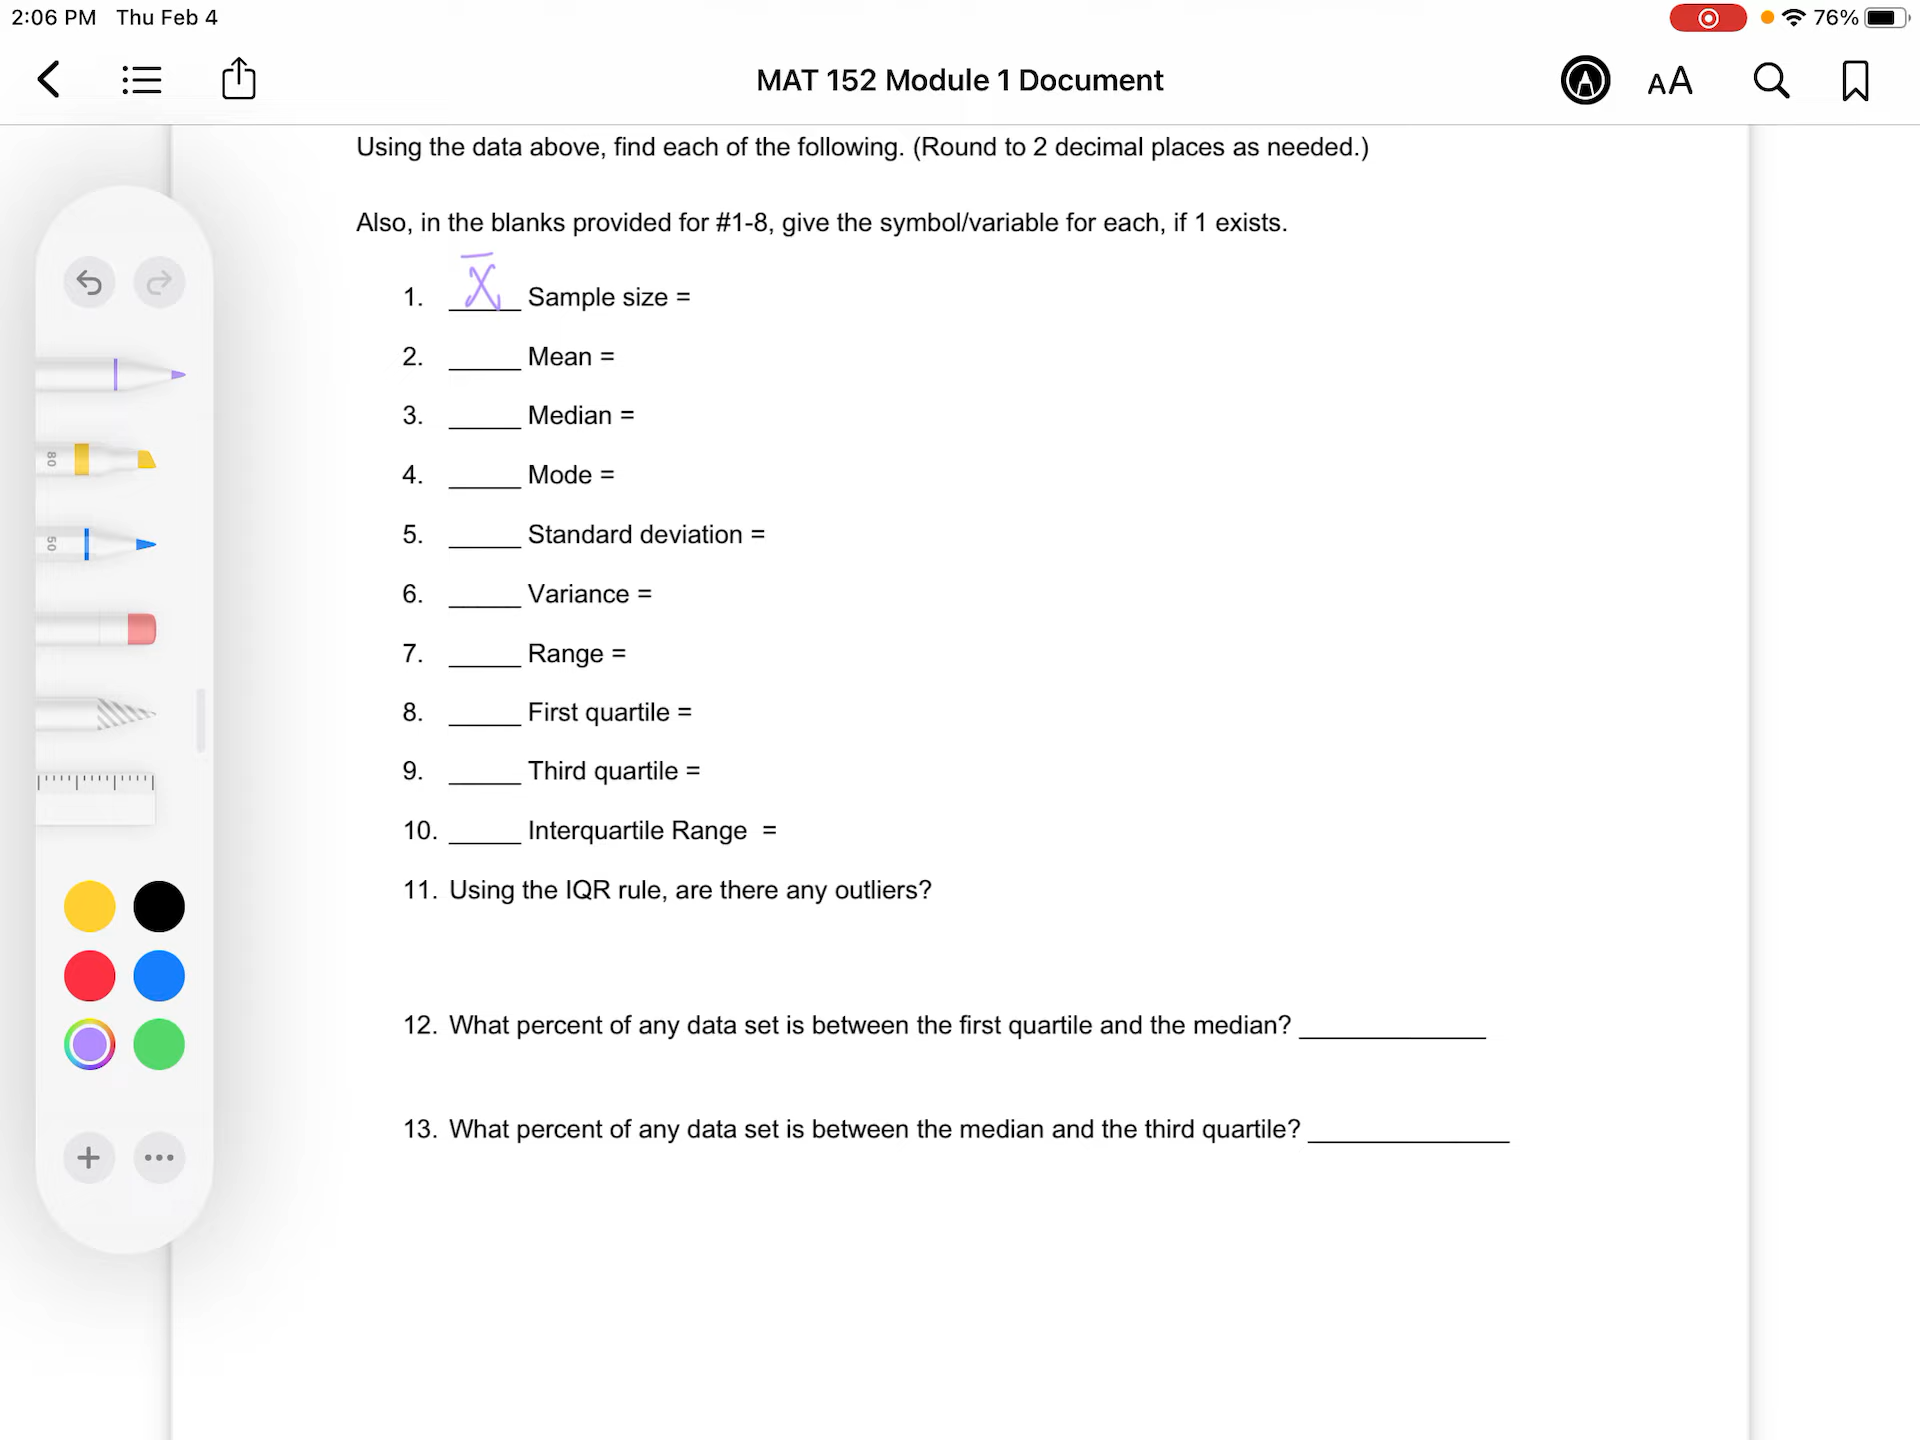 2:06 PM Thu Feb 4 76%
MAT 152 Module 1 Document AA
Using the data above, find each of the following. (Round to 2 decimal places as needed.)
Also, in the blanks provided for #1-8, give the symbol/variable for each, if 1 exists.
1. __x̄__ Sample size =
2. _____ Mean =
3. _____ Median =
4. _____ Mode =
5. _____ Standard deviation =
6. _____ Variance =
7. _____ Range =
8. _____ First quartile =
9. _____ Third quartile =
10. _____ Interquartile Range =
11. Using the IQR rule, are there any outliers?
12. What percent of any data set is between the first quartile and the median? _____________
13. What percent of any data set is between the median and the third quartile? ______________
80
50